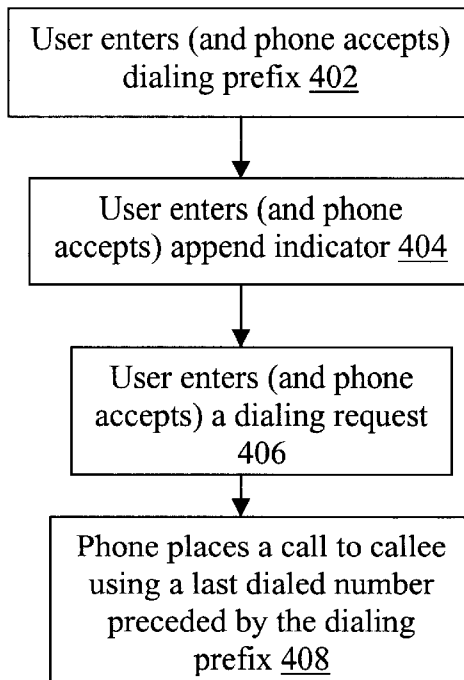 User enters (and phone accepts)
dialing prefix 402
User enters (and phone
accepts) append indicator 404
User enters (and phone
accepts) a dialing request
406
Phone places a call to callee
using a last dialed number
preceded by the dialing
prefix 408